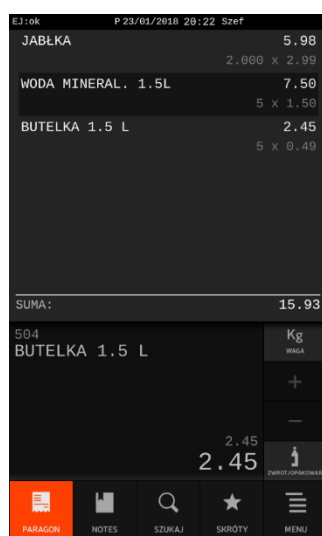 EJ:ok P 23/01/2018 20:22 Szef
JABŁKA 5.98
2.000 x 2.99
WODA MINERAL. 1.5L 7.50
5 x 1.50
BUTELKA 1.5 L 2.45
5 x 0.49
SUMA: 15.93
504
BUTELKA 1.5 L
Kg
WAGA
+
−
2.45
2.45
ZWROT/OPAKOWAŃ
PARAGON NOTES SZUKAJ SKRÓTY MENU